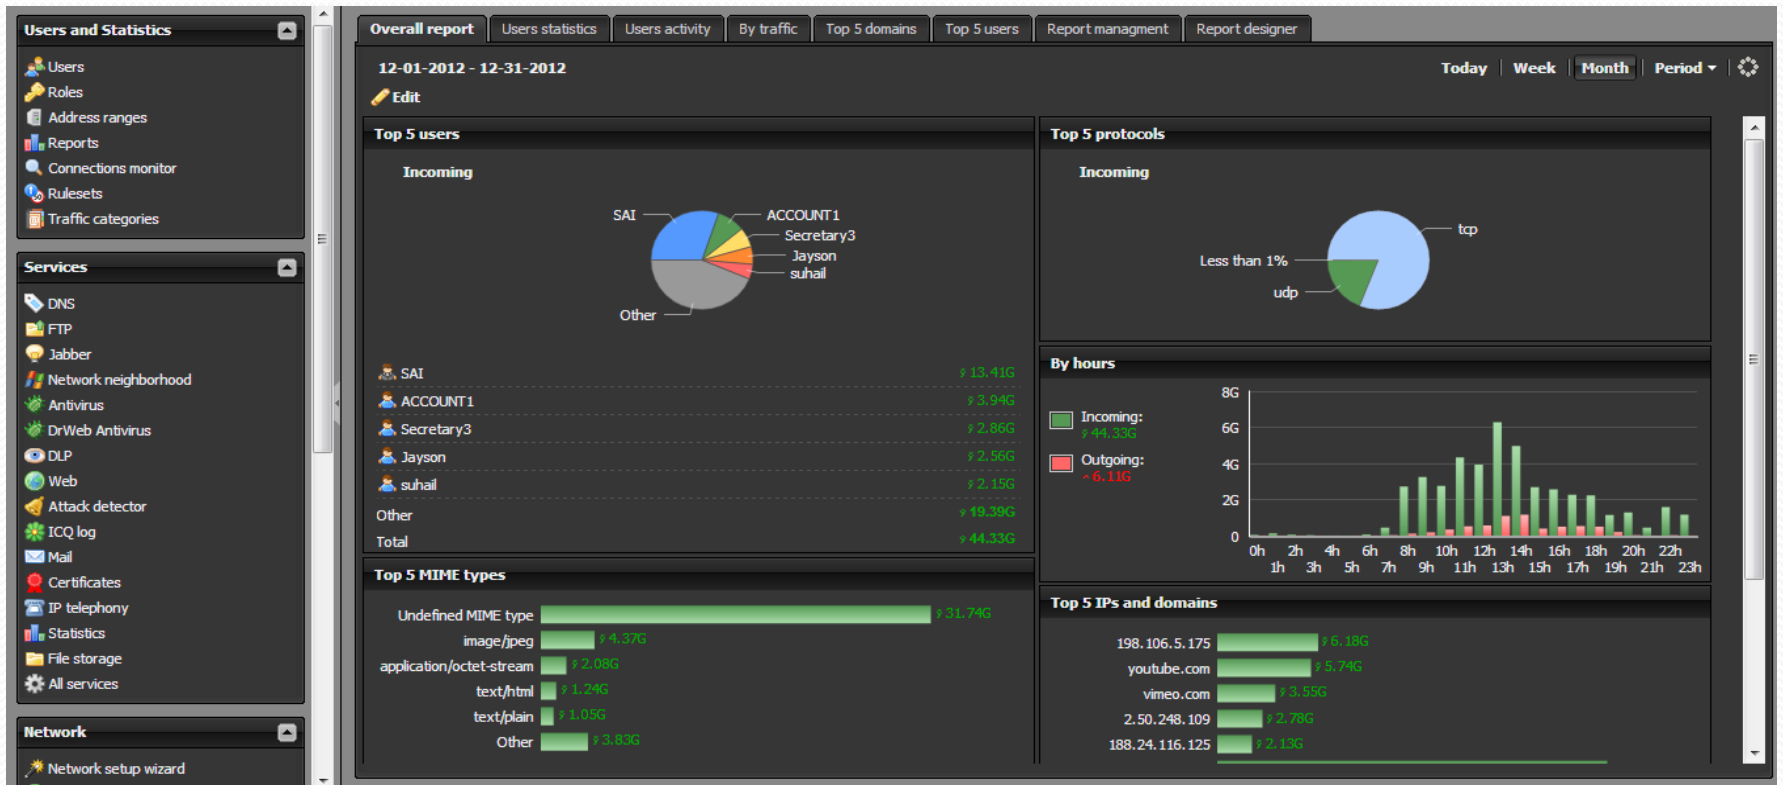 Users and Statistics
Users
Roles
Address ranges
Reports
Connections monitor
Rulesets
Traffic categories
Services
DNS
FTP
Jabber
Network neighborhood
Antivirus
DrWeb Antivirus
DLP
Web
Attack detector
ICQ log
Mail
Certificates
IP telephony
Statistics
File storage
All services
Network
Network setup wizard
Overall report Users statistics Users activity By traffic Top 5 domains Top 5 users Report managment Report designer
12-01-2012 - 12-31-2012
Today Week Month Period
Edit
Top 5 users
Incoming
SAI
ACCOUNT1
Secretary3
Jayson
suhail
Other
SAI 13.41G
ACCOUNT1 3.94G
Secretary3 2.86G
Jayson 2.56G
suhail 2.15G
Other 19.39G
Total 44.33G
Top 5 MIME types
Undefined MIME type 31.74G
image/jpeg 4.37G
application/octet-stream 2.08G
text/html 1.24G
text/plain 1.05G
Other 3.83G
Top 5 protocols
Incoming
tcp
Less than 1%
udp
By hours
Incoming:
44.33G
Outgoing:
6.11G
8G
6G
4G
2G
0
0h 2h 4h 6h 8h 10h 12h 14h 16h 18h 20h 22h
1h 3h 5h 7h 9h 11h 13h 15h 17h 19h 21h 23h
Top 5 IPs and domains
198.106.5.175 6.18G
youtube.com 5.74G
vimeo.com 3.55G
2.50.248.109 2.78G
188.24.116.125 2.13G